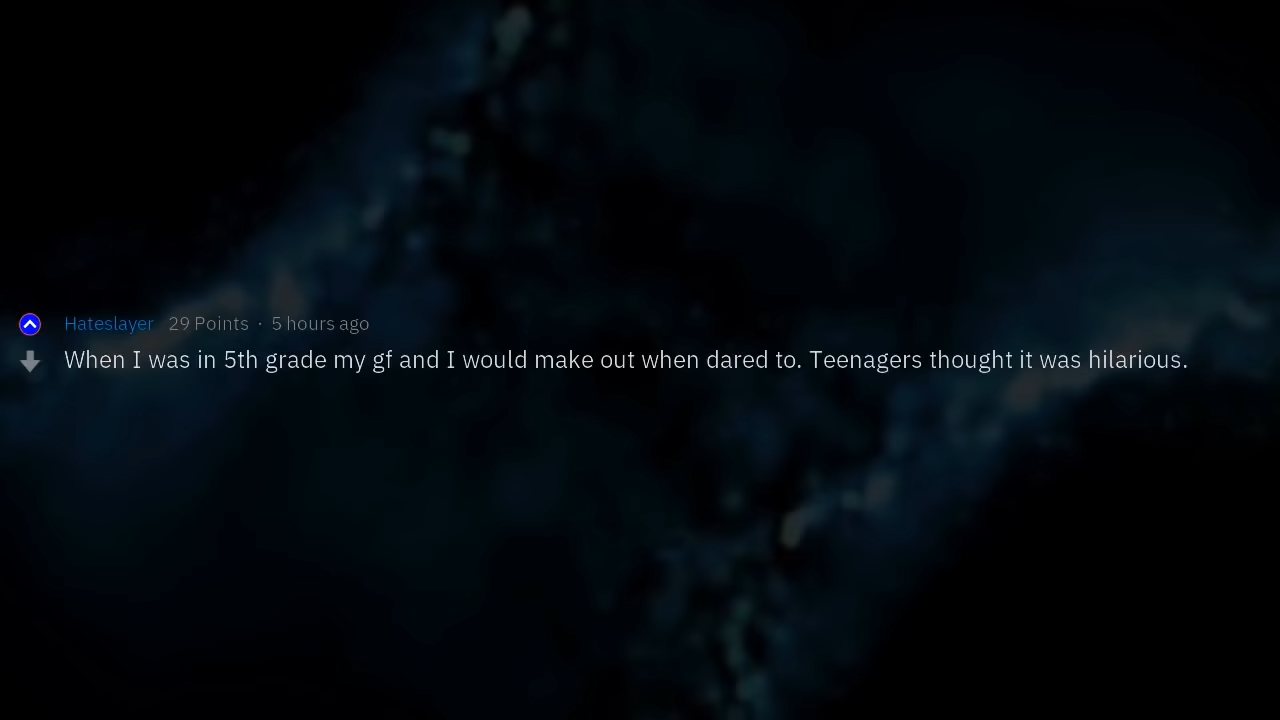 Hateslayer 29 Points · 5 hours ago
When I was in 5th grade my gf and I would make out when dared to. Teenagers thought it was hilarious.